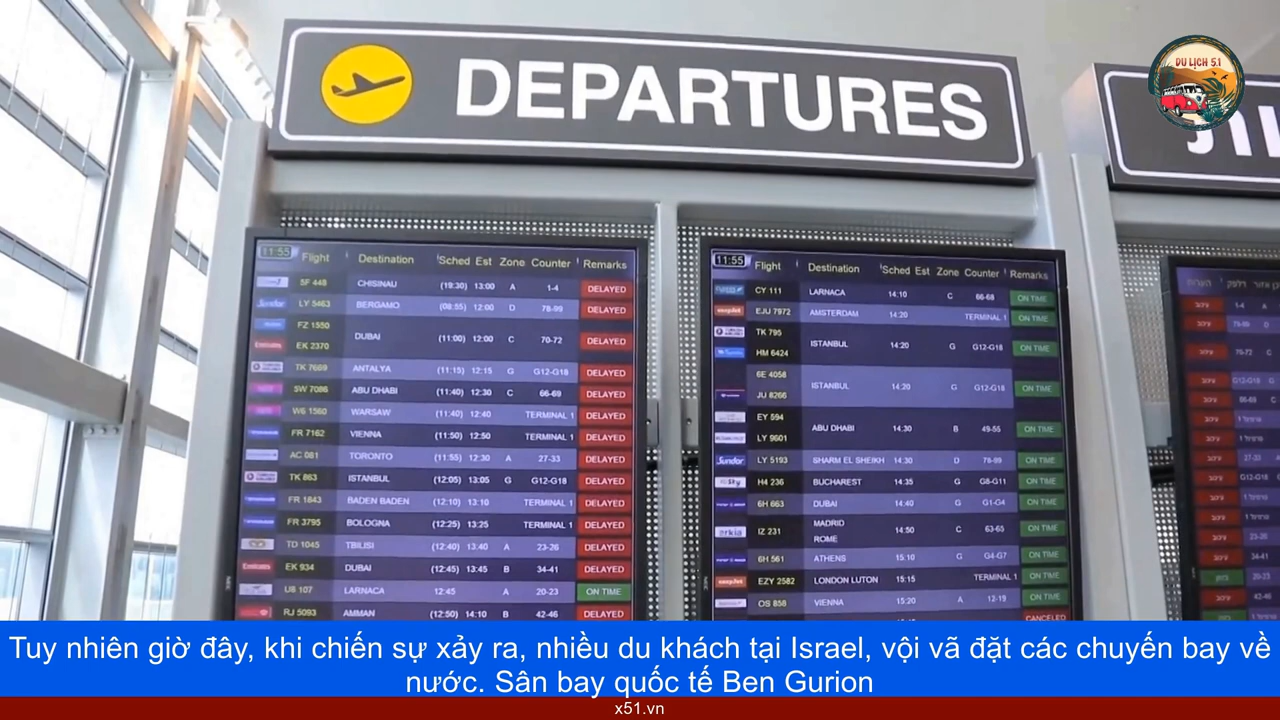 DEPARTURES
DU LỊCH 5.1
11:55 Flight Destination Sched Est Zone Counter Remarks
5F 448 CHISINAU (19:30) 13:00 A 1-4 DELAYED
sundor LY 5463 BERGAMO (08:55) 12:00 D 78-99 DELAYED
FZ 1550
Emirates EK 2370 DUBAI (11:00) 12:00 C 70-72 DELAYED
TK 7669 ANTALYA (11:15) 12:15 G G12-G18 DELAYED
5W 7086 ABU DHABI (11:40) 12:30 C 66-69 DELAYED
W6 1560 WARSAW (11:40) 12:40 TERMINAL 1 DELAYED
FR 7162 VIENNA (11:50) 12:50 TERMINAL 1 DELAYED
AC 081 TORONTO (11:55) 12:30 A 27-33 DELAYED
TK 863 ISTANBUL (12:05) 13:05 G G12-G18 DELAYED
FR 1843 BADEN BADEN (12:10) 13:10 TERMINAL 1 DELAYED
FR 3795 BOLOGNA (12:25) 13:25 TERMINAL 1 DELAYED
TD 1045 TBILISI (12:40) 13:40 A 23-26 DELAYED
Emirates EK 934 DUBAI (12:45) 13:45 B 34-41 DELAYED
U8 107 LARNACA 12:45 A 20-23 ON TIME
RJ 5093 AMMAN (12:50) 14:10 B 42-46 DELAYED
11:55 Flight Destination Sched Est Zone Counter Remarks
CY 111 LARNACA 14:10 C 66-68 ON TIME
easyJet EJU 7972 AMSTERDAM 14:20 TERMINAL 1 ON TIME
TK 795
HM 6424 ISTANBUL 14:20 G G12-G18 ON TIME
6E 4058
JU 8266 ISTANBUL 14:20 G G12-G18 ON TIME
EY 594
LY 9601 ABU DHABI 14:30 B 49-55 ON TIME
Sundor LY 5193 SHARM EL SHEIKH 14:30 D 78-99 ON TIME
Sky H4 236 BUCHAREST 14:35 G G8-G11 ON TIME
6H 663 DUBAI 14:40 G G1-G4 ON TIME
arkia IZ 231 MADRID ROME 14:50 C 63-65 ON TIME
6H 561 ATHENS 15:10 G G4-G7 ON TIME
easyJet EZY 2582 LONDON LUTON 15:15 TERMINAL 1 ON TIME
OS 858 VIENNA 15:20 A 12-19 ON TIME
CANCELED
Tuy nhiên giờ đây, khi chiến sự xảy ra, nhiều du khách tại Israel, vội vã đặt các chuyến bay về
nước. Sân bay quốc tế Ben Gurion
x51.vn